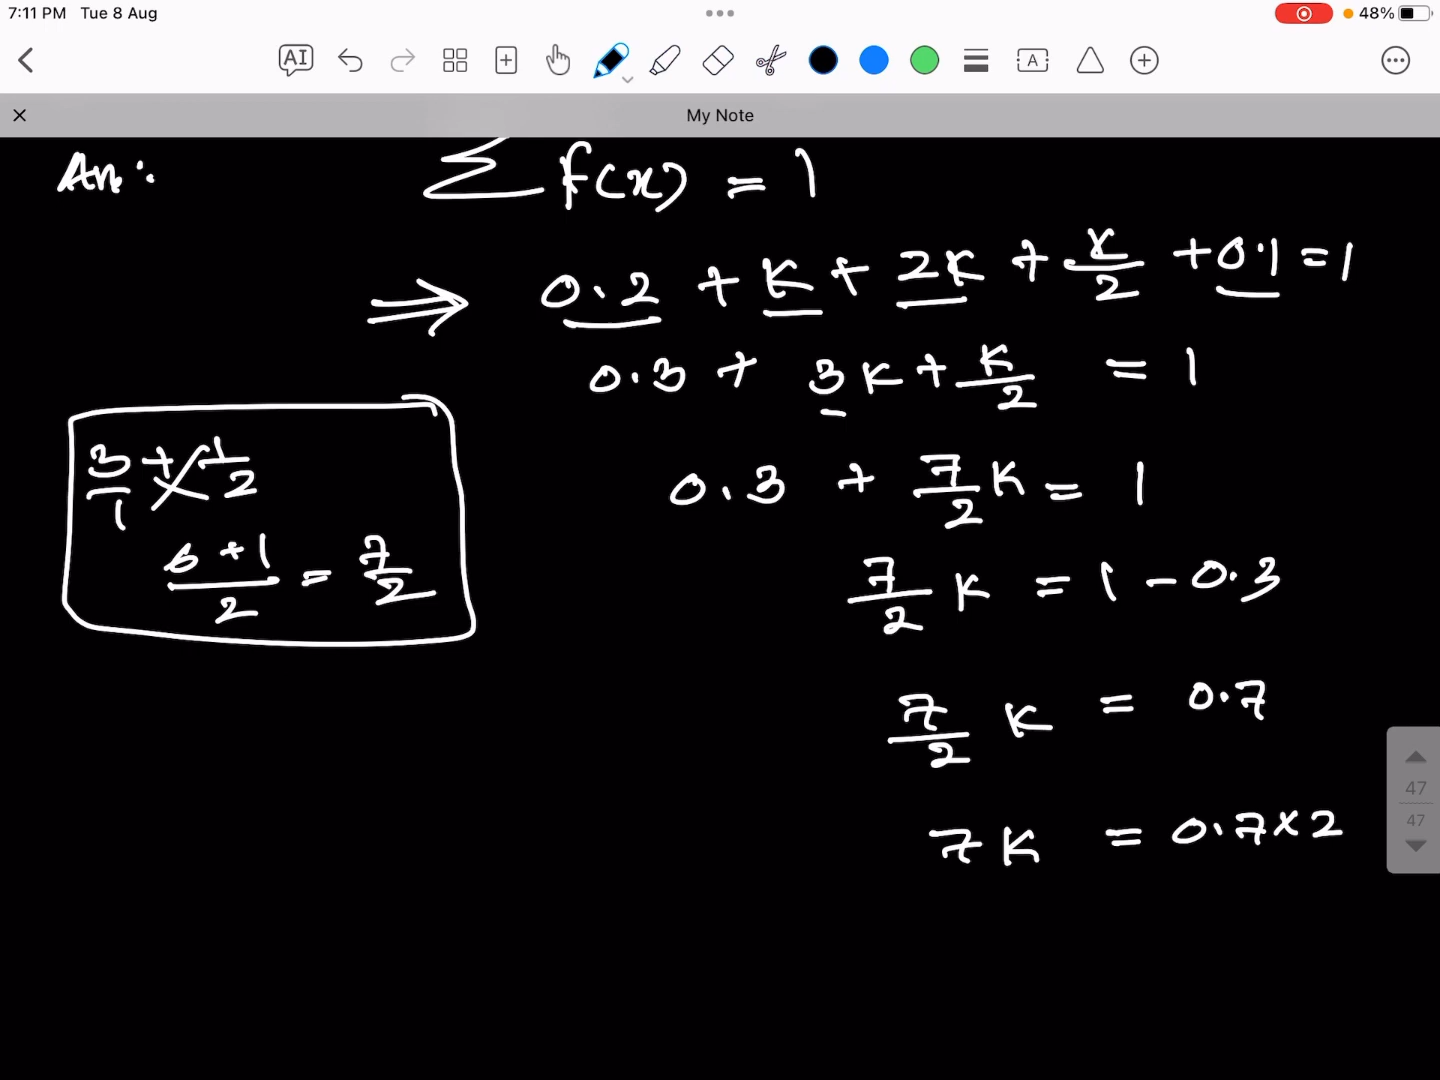 7:11 PM Tue 8 Aug
48%
AI
A
My Note
An:
∑ f(x) = 1
⇒ 0.2 + k + 2k + k/2 + 0.1 = 1
0.3 + 3k + k/2 = 1
0.3 + 7/2 k = 1
7/2 k = 1 - 0.3
7/2 k = 0.7
7k = 0.7 × 2
3/1 + 1/2
6+1/2 = 7/2
47
47